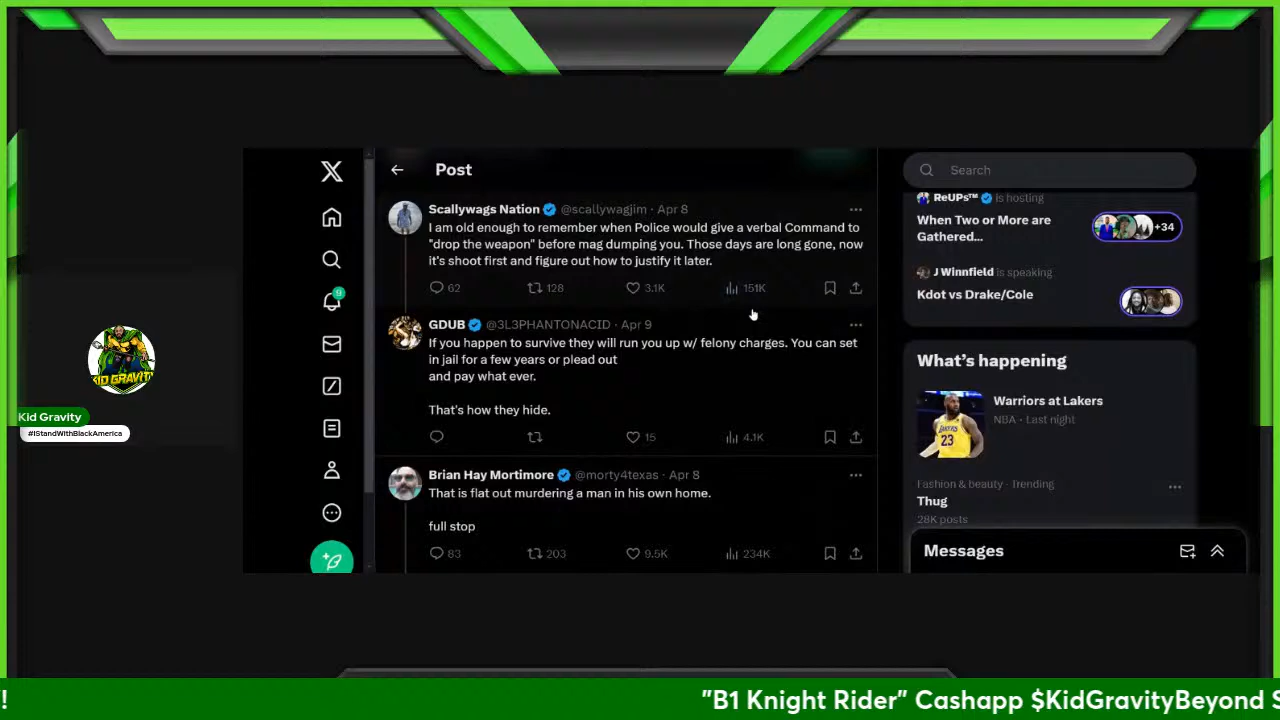 Post
Search
Scallywags Nation @scallywagjim · Apr 8
I am old enough to remember when Police would give a verbal Command to
"drop the weapon" before mag dumping you. Those days are long gone, now
it's shoot first and figure out how to justify it later.
62 128 3.1K 151K
GDUB @3L3PHANTONACID · Apr 9
If you happen to survive they will run you up w/ felony charges. You can set
in jail for a few years or plead out
and pay what ever.
That's how they hide.
15 4.1K
Brian Hay Mortimore @morty4texas · Apr 8
That is flat out murdering a man in his own home.
full stop
83 203 9.5K 234K
ReUPs™ is hosting
When Two or More are
Gathered...
+34
J Winnfield is speaking
Kdot vs Drake/Cole
What's happening
Warriors at Lakers
NBA · Last night
Fashion & beauty · Trending
Thug
28K posts
Messages
9
KID GRAVITY
Kid Gravity
#IStandWithBlackAmerica
! "B1 Knight Rider" Cashapp $KidGravityBeyond S